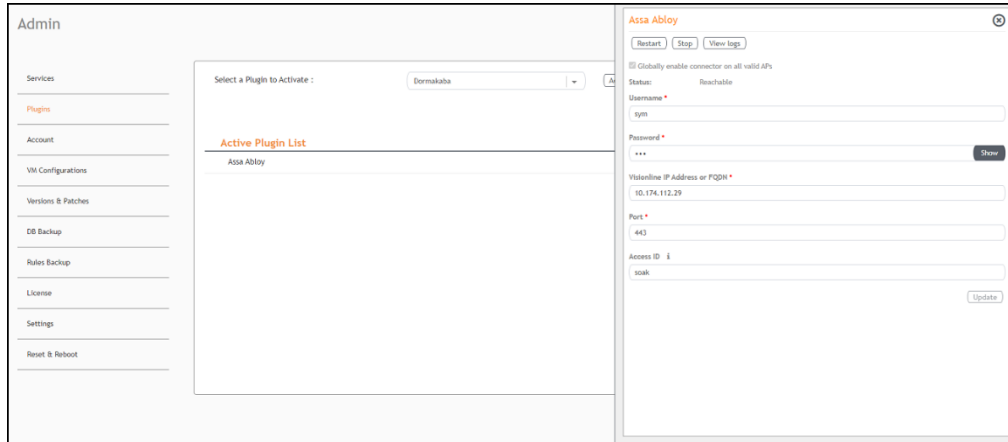 Admin
Services
Plugins
Account
VM Configurations
Versions & Patches
DB Backup
Rules Backup
License
Settings
Reset & Reboot
Select a Plugin to Activate :
Dormakaba
Active Plugin List
Assa Abloy
Assa Abloy
Restart Stop View logs
Globally enable connector on all valid APs
Status: Reachable
Username *
sym
Password *
•••
Show
Visionline IP Address or FQDN *
10.174.112.29
Port *
443
Access ID i
soak
Update